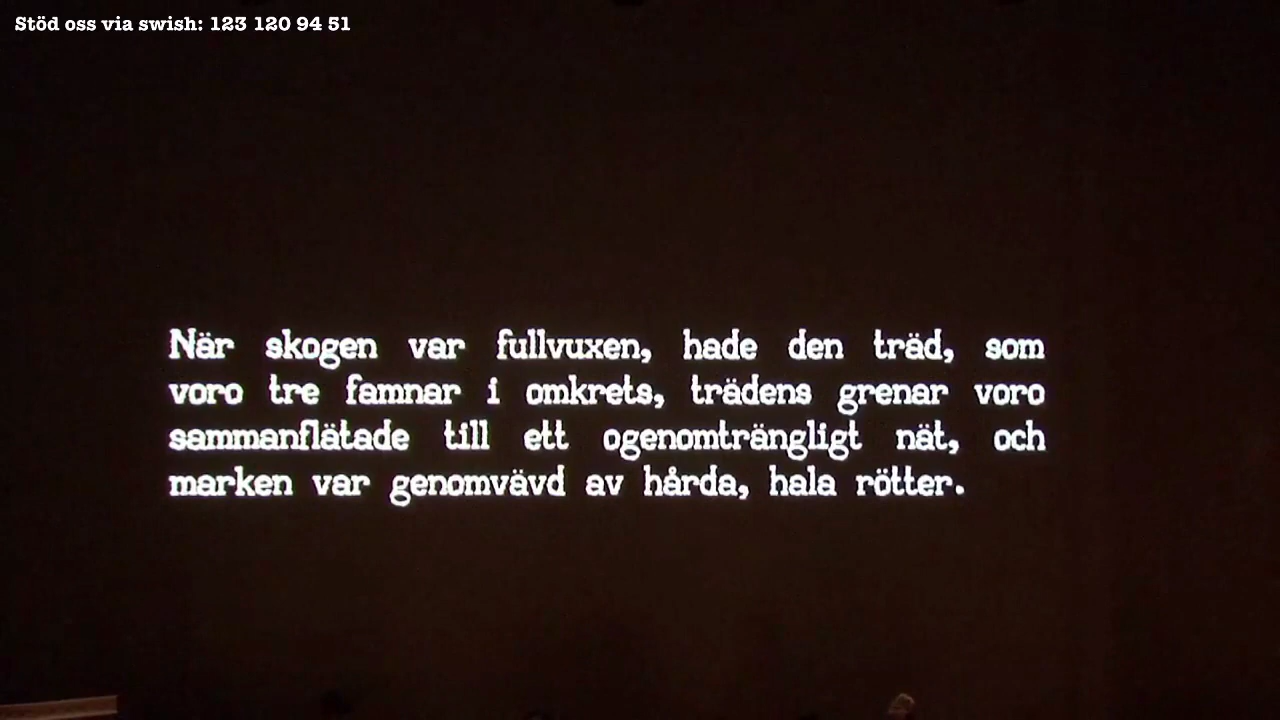 Stöd oss via swish: 123 120 94 51
När skogen var fullvuxen, hade den träd, som
voro tre famnar i omkrets, trädens grenar voro
sammanflätade till ett ogenomträngligt nät, och
marken var genomvävd av hårda, hala rötter.